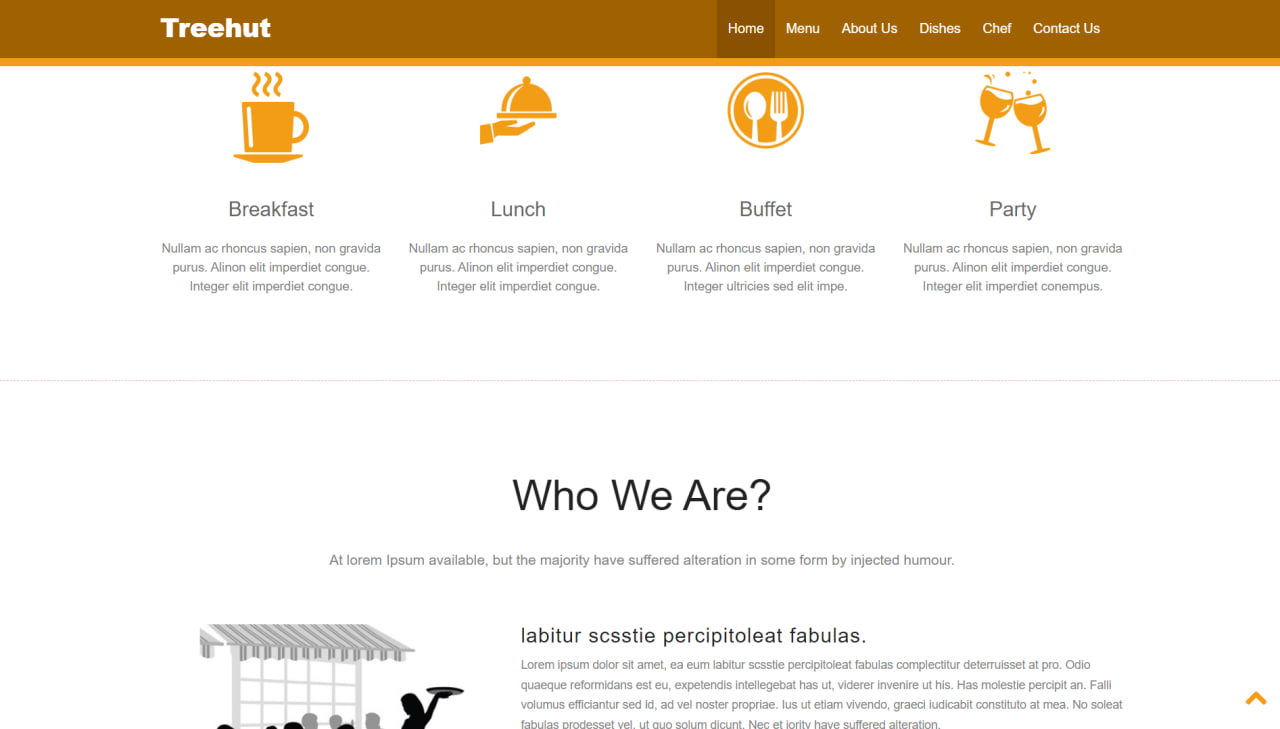 Treehut
Home Menu About Us Dishes Chef Contact Us
Breakfast
Nullam ac rhoncus sapien, non gravida
purus. Alinon elit imperdiet congue.
Integer elit imperdiet congue.
Lunch
Nullam ac rhoncus sapien, non gravida
purus. Alinon elit imperdiet congue.
Integer elit imperdiet congue.
Buffet
Nullam ac rhoncus sapien, non gravida
purus. Alinon elit imperdiet congue.
Integer ultricies sed elit impe.
Party
Nullam ac rhoncus sapien, non gravida
purus. Alinon elit imperdiet congue.
Integer elit imperdiet conempus.
Who We Are?
At lorem Ipsum available, but the majority have suffered alteration in some form by injected humour.
labitur scsstie percipitoleat fabulas.
Lorem ipsum dolor sit amet, ea eum labitur scsstie percipitoleat fabulas complectitur deterruisset at pro. Odio
quaeque reformidans est eu, expetendis intellegebat has ut, viderer invenire ut his. Has molestie percipit an. Falli
volumus efficiantur sed id, ad vel noster propriae. Ius ut etiam vivendo, graeci iudicabit constituto at mea. No soleat
fabulas prodesset vel, ut quo solum dicunt. Nec et iority have suffered alteration.